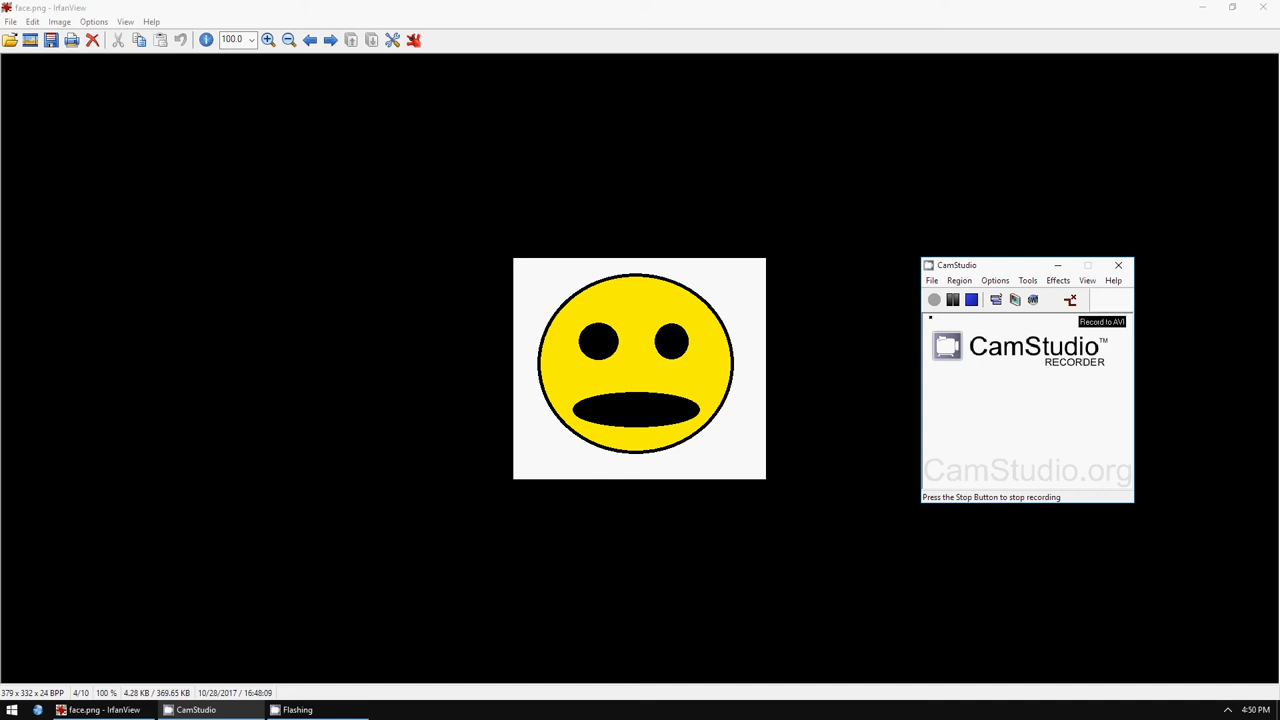 face.png - IrfanView
File Edit Image Options View Help
100.0
CamStudio
File Region Options Tools Effects View Help
Record to AVI
CamStudio™
RECORDER
CamStudio.org
Press the Stop Button to stop recording
379 x 332 x 24 BPP 4/10 100 % 4.28 KB / 369.65 KB 10/28/2017 / 16:48:09
face.png - IrfanView CamStudio Flashing 4:50 PM